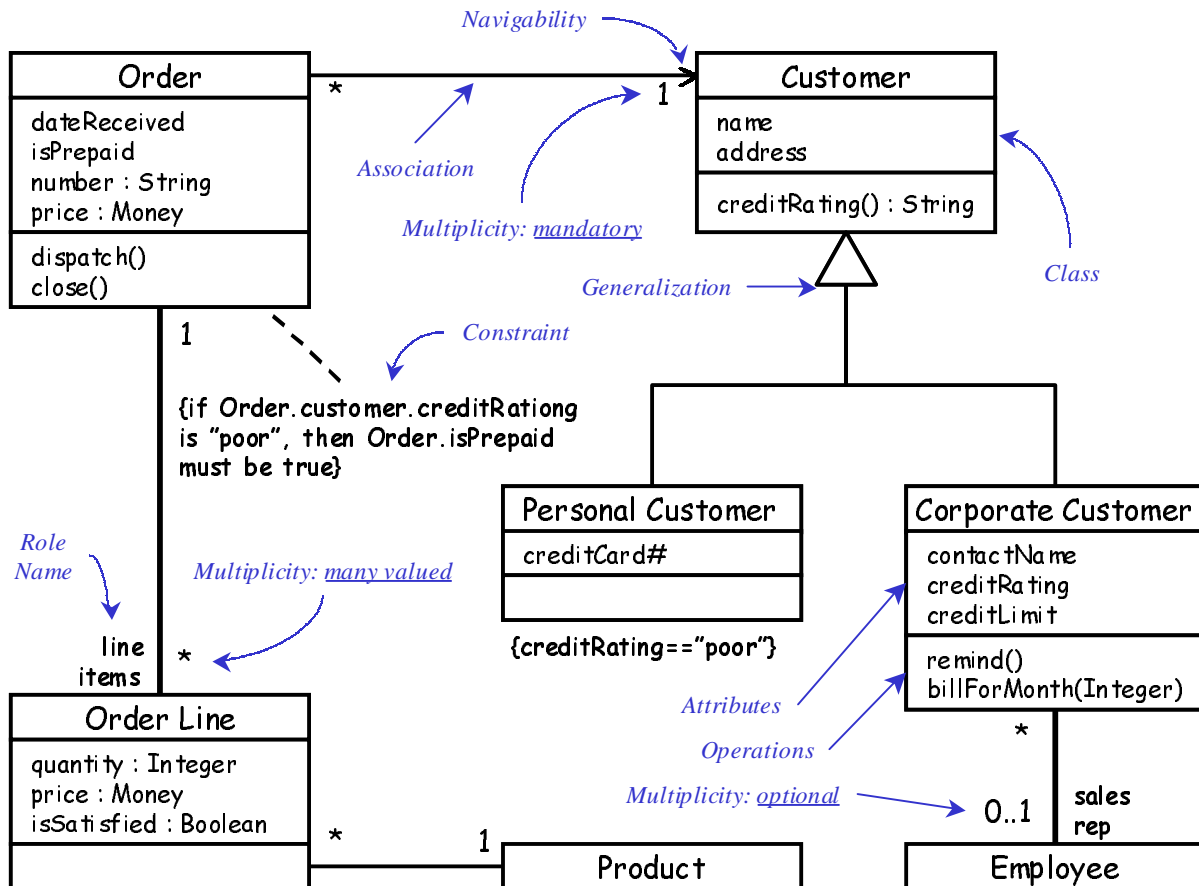 Navigability
Order
Customer
*
1
dateReceived
isPrepaid
number : String
price : Money
name
address
Association
creditRating() : String
Multiplicity: mandatory
dispatch()
close()
Class
Generalization
1
Constraint
{if Order.customer.creditRationg
is "poor", then Order.isPrepaid
must be true}
Personal Customer
creditCard#
{creditRating=="poor"}
Corporate Customer
contactName
creditRating
creditLimit
remind()
billForMonth(Integer)
Role
Name
Multiplicity: many valued
line
items
*
Attributes
Operations
Order Line
quantity : Integer
price : Money
isSatisfied : Boolean
*
Multiplicity: optional
0..1
sales
rep
*
1
Product
Employee